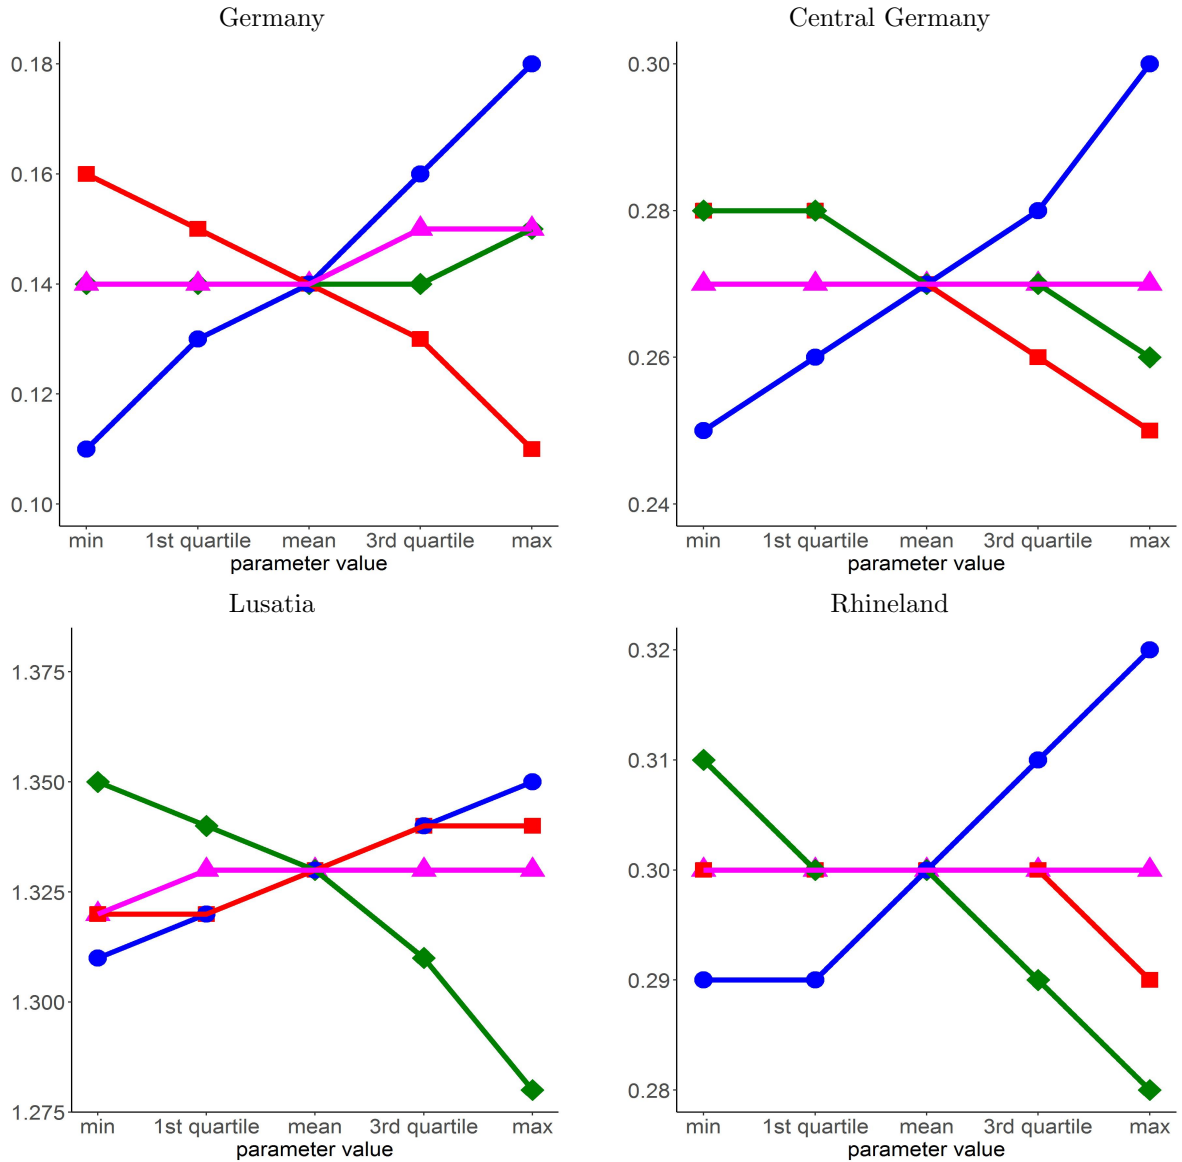 Germany
0.18
0.16
0.14
0.12
0.10
min 1st quartile mean 3rd quartile max
parameter value
Central Germany
0.30
0.28
0.26
0.24
min 1st quartile mean 3rd quartile max
parameter value
Lusatia
1.375
1.350
1.325
1.300
1.275
min 1st quartile mean 3rd quartile max
parameter value
Rhineland
0.32
0.31
0.30
0.29
0.28
min 1st quartile mean 3rd quartile max
parameter value